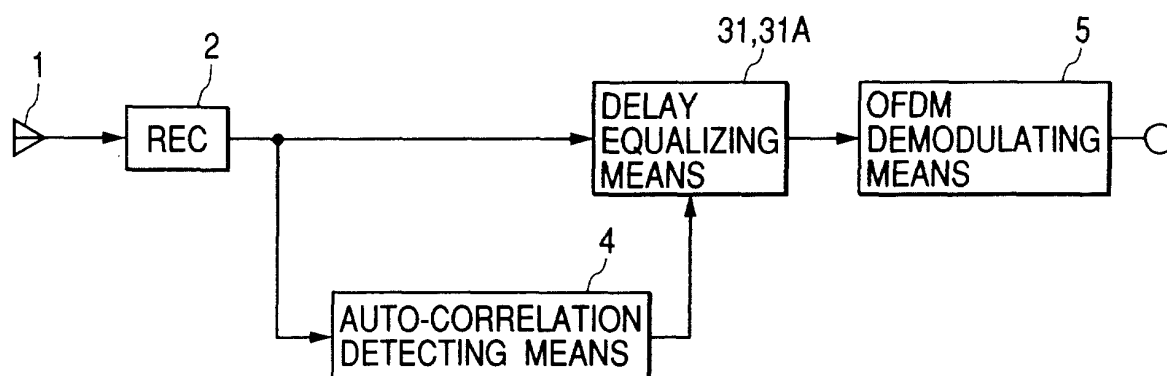 1
2
REC
31,31A
DELAY
EQUALIZING
MEANS
5
OFDM
DEMODULATING
MEANS
4
AUTO-CORRELATION
DETECTING MEANS